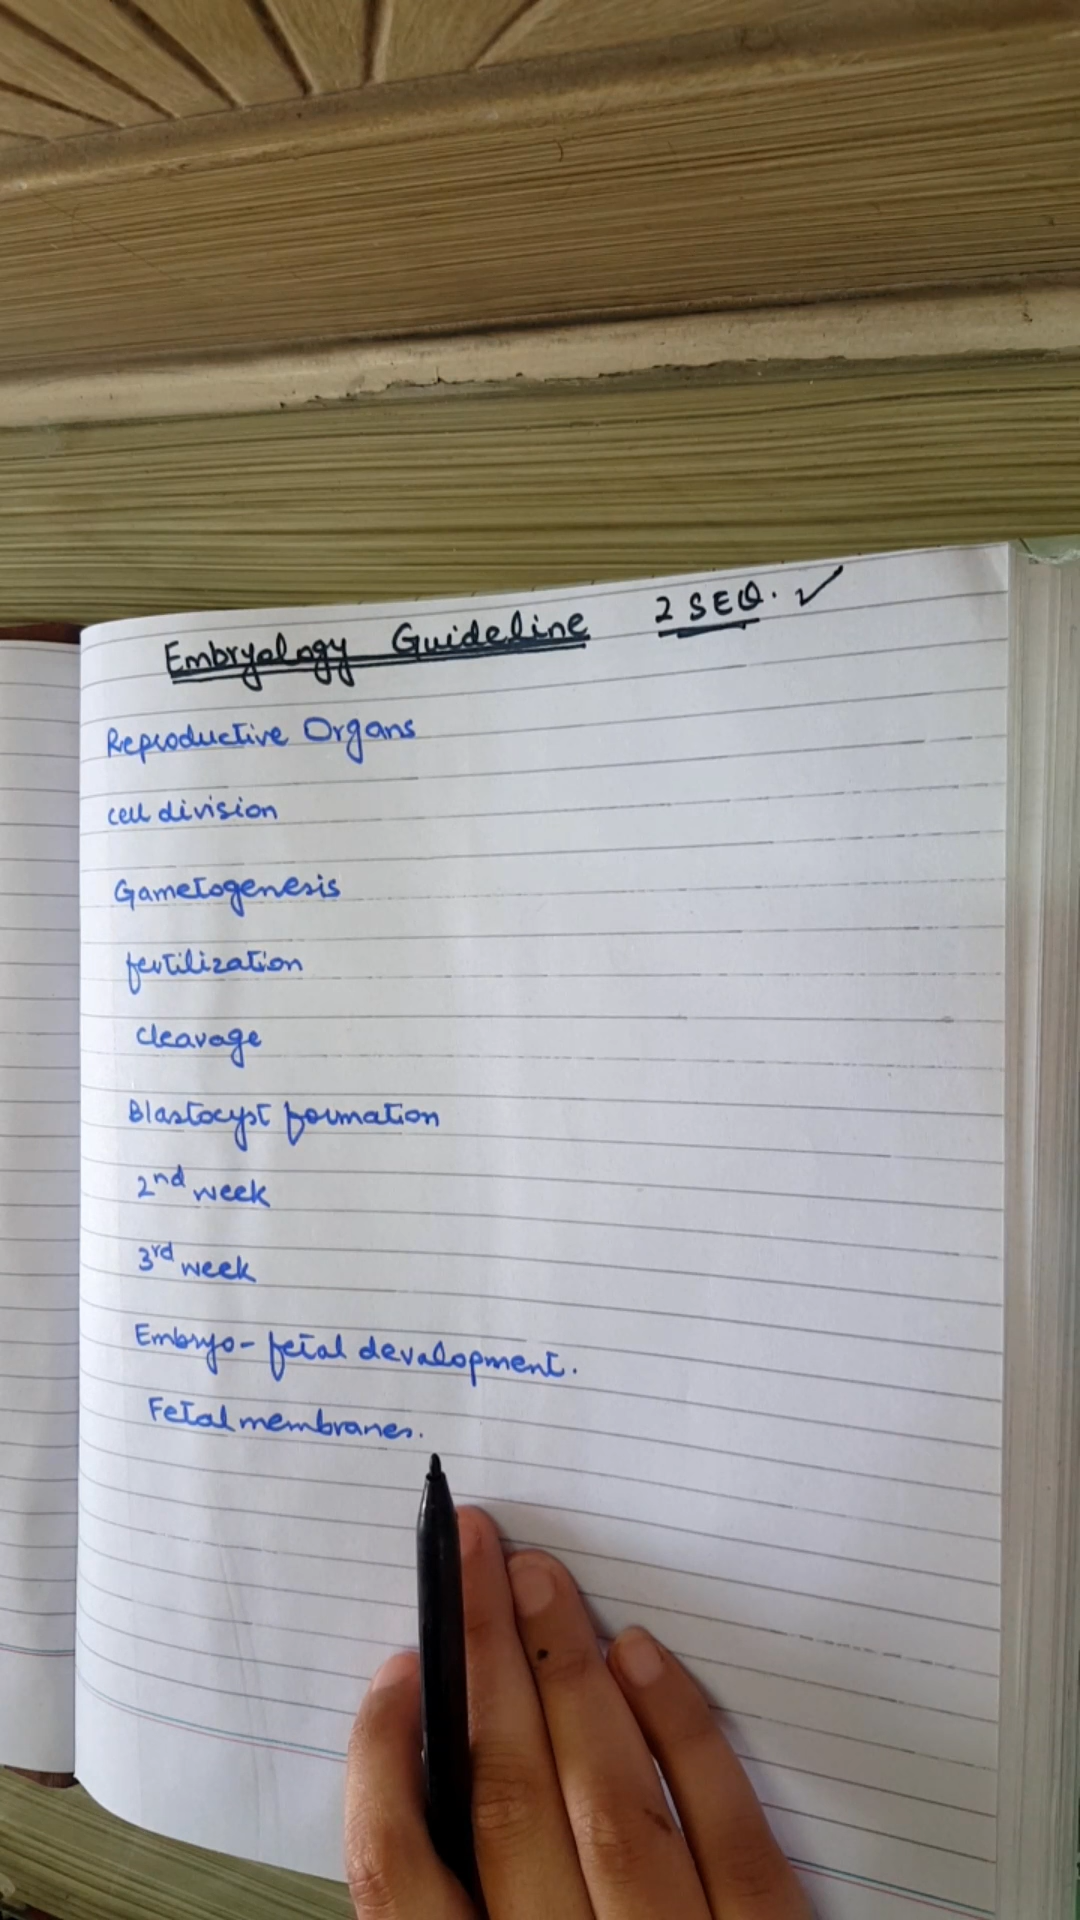 Embryology Guideline 2 SEQ. ✓
Reproductive Organs
cell division
Gametogenesis
fertilization
cleavage
Blastocyst formation
2nd week
3rd week
Embryo-fetal development.
Fetal membranes.